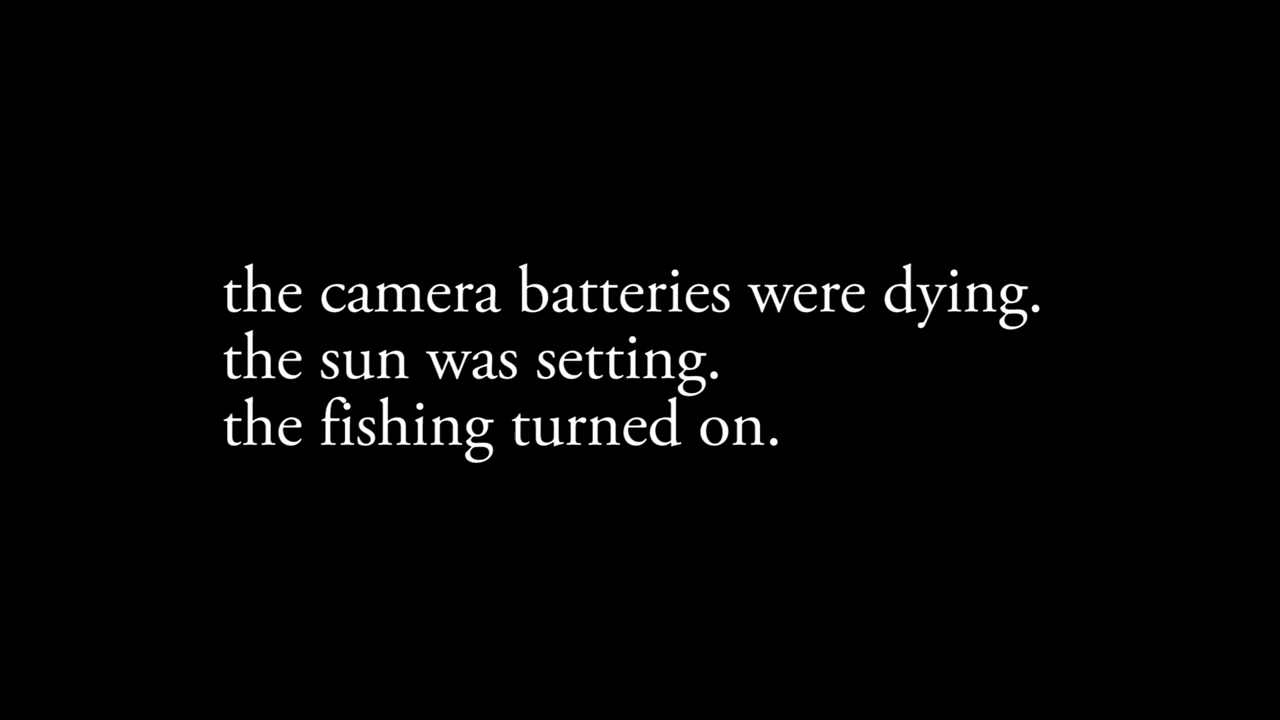 the camera batteries were dying.
the sun was setting.
the fishing turned on.